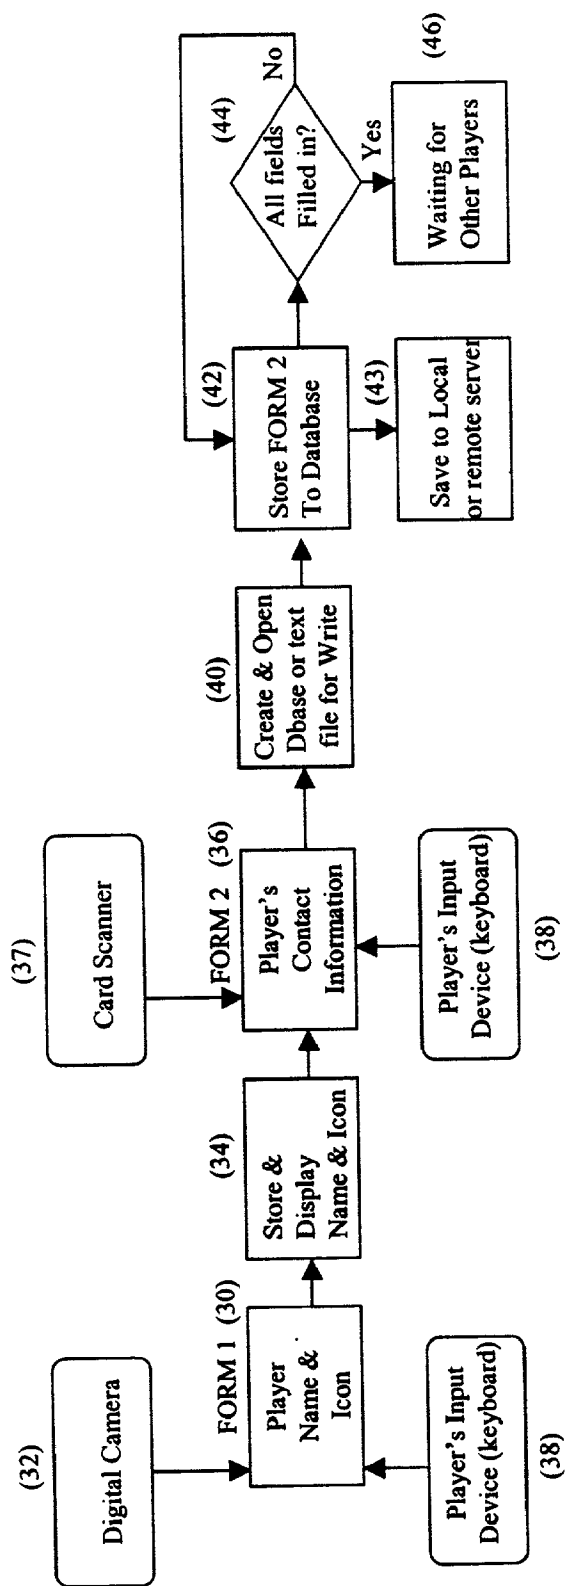 (32)
Digital Camera
FORM 1 (30)
Player
Name &
Icon
Player's Input
Device (keyboard)
(38)
(34)
Store &
Display
Name & Icon
(37)
Card Scanner
FORM 2 (36)
Player's
Contact
Information
Player's Input
Device (keyboard)
(38)
(40)
Create & Open
Dbase or text
file for Write
(42)
Store FORM 2
To Database
(43)
Save to Local
or remote server
(44)
All fields
Filled in?
No
Yes
Waiting for
Other Players
(46)